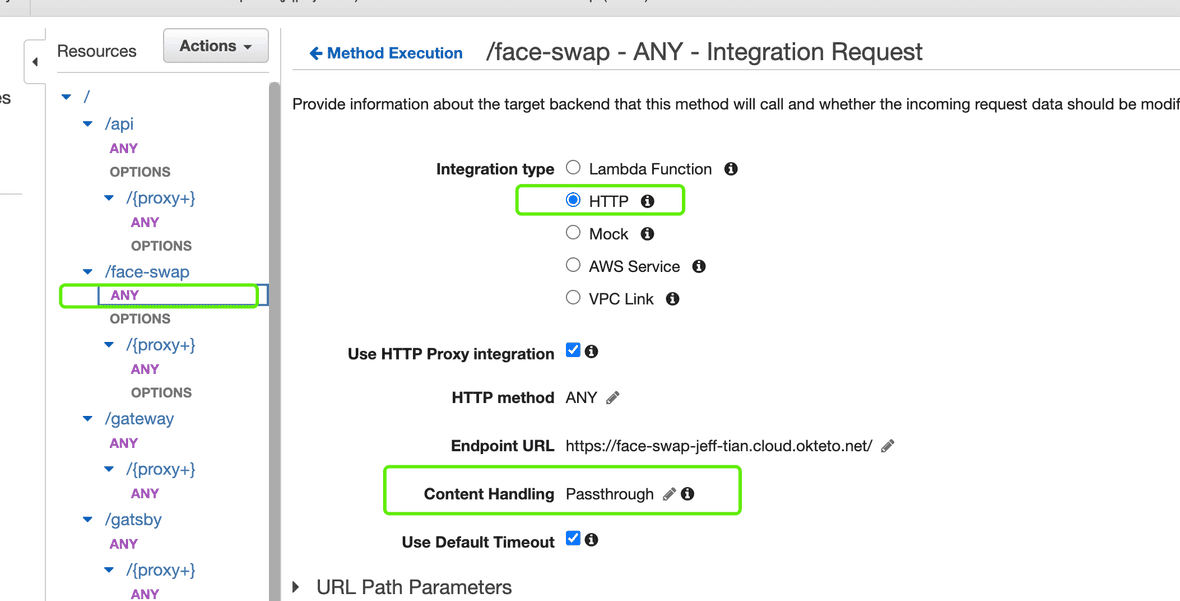 Resources
Actions
/
/api
ANY
OPTIONS
/{proxy+}
ANY
OPTIONS
/face-swap
ANY
OPTIONS
/{proxy+}
ANY
OPTIONS
/gateway
ANY
/{proxy+}
ANY
/gatsby
ANY
/{proxy+}
ANY
Method Execution /face-swap - ANY - Integration Request
Provide information about the target backend that this method will call and whether the incoming request data should be modif
Integration type Lambda Function
HTTP
Mock
AWS Service
VPC Link
Use HTTP Proxy integration
HTTP method ANY
Endpoint URL https://face-swap-jeff-tian.cloud.okteto.net/
Content Handling Passthrough
Use Default Timeout
URL Path Parameters